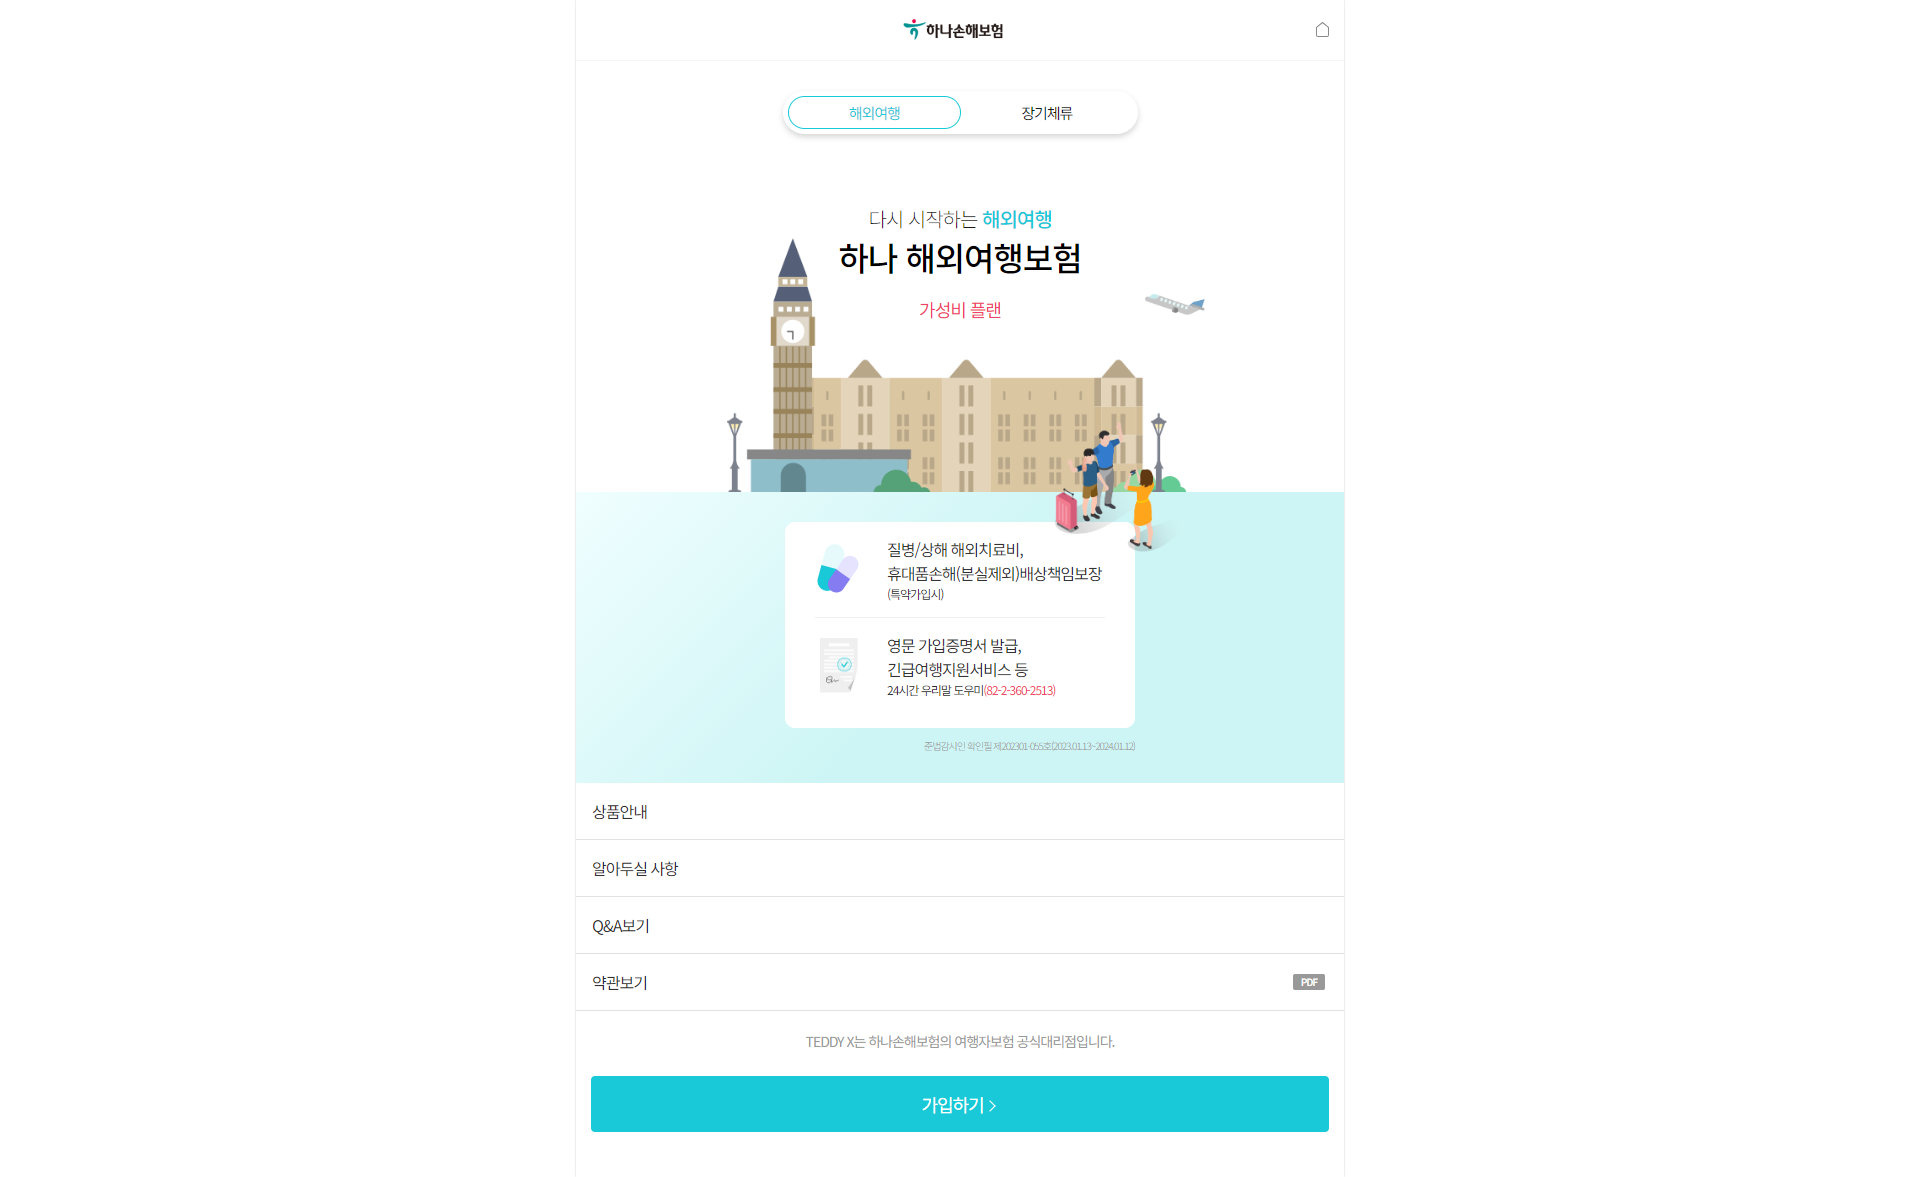 하나손해보험
해외여행
장기체류
다시 시작하는 해외여행
하나 해외여행보험
가성비 플랜
질병/상해 해외치료비,
휴대품손해(분실제외)배상책임보장
(특약가입시)
영문 가입증명서 발급,
긴급여행지원서비스 등
24시간 우리말 도우미(82-2-360-2513)
준법감시인 확인필 제202301-055호(2023.01.13~2024.01.12)
상품안내
알아두실 사항
Q&A보기
약관보기
PDF
TEDDY X는 하나손해보험의 여행자보험 공식대리점입니다.
가입하기